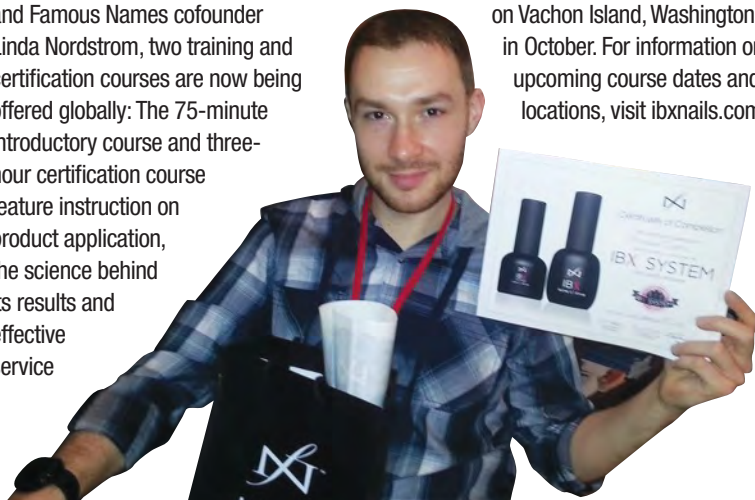 and Famous Names cofounder
Linda Nordstrom, two training and
certification courses are now being
offered globally: The 75-minute
introductory course and three-
hour certification course
feature instruction on
product application,
the science behind
its results and
effective
service
on Vachon Island, Washington
in October. For information on
upcoming course dates and
locations, visit ibxnails.com
Certificate of Completion
IBX SYSTEM
IBX
IBX